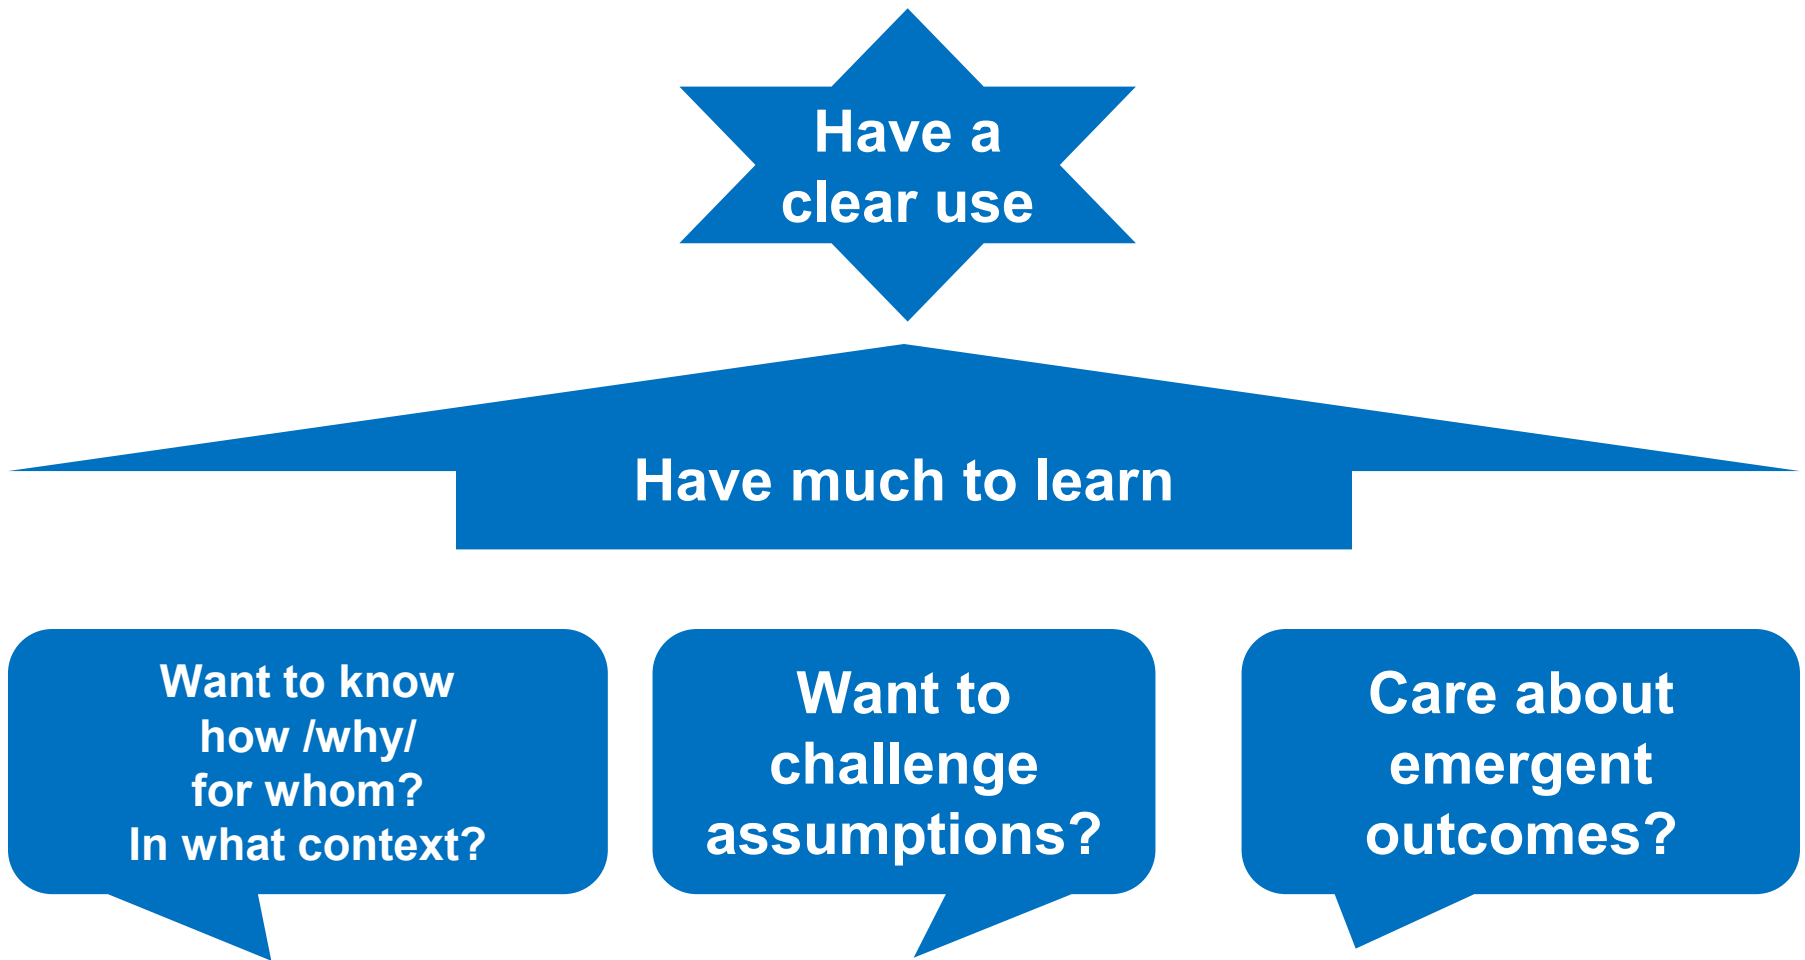 Have a
clear use
Have much to learn
Want to know
how /why/
for whom?
In what context?
Want to
challenge
assumptions?
Care about
emergent
outcomes?